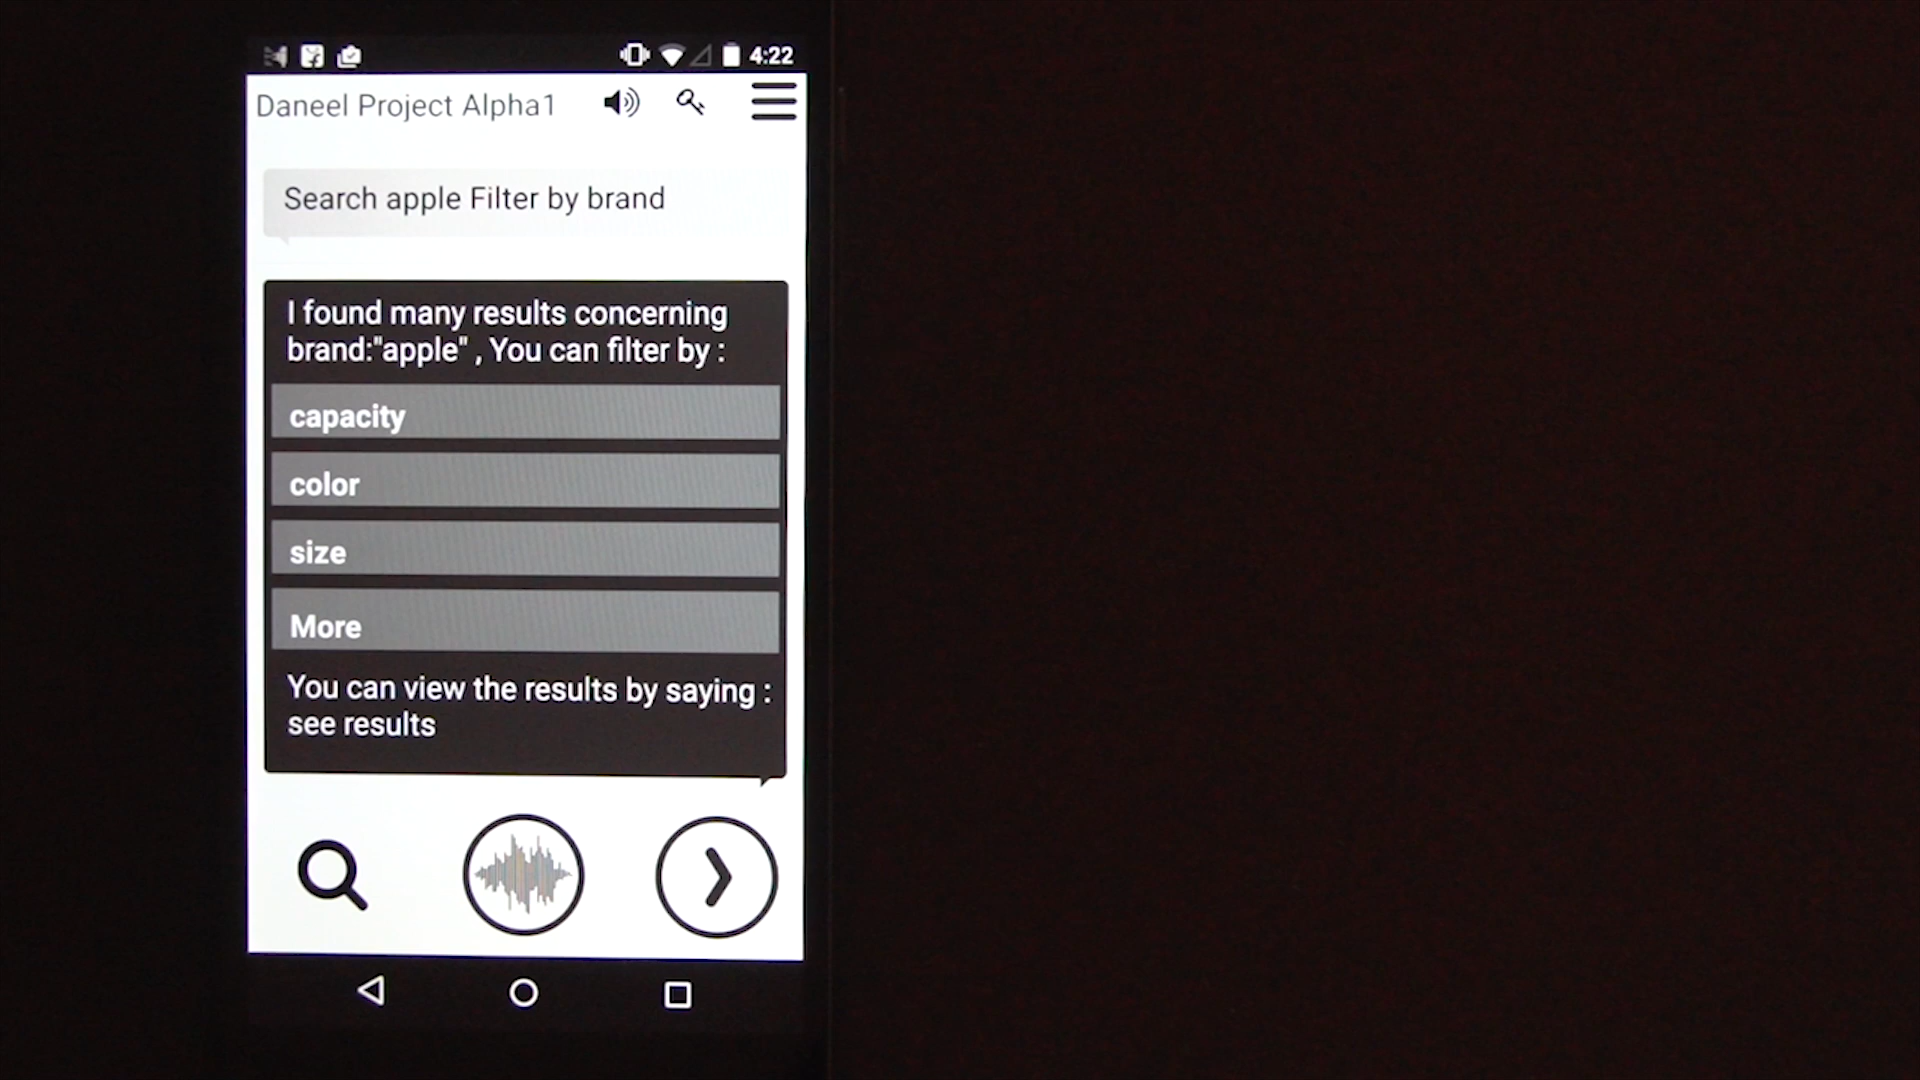 4:22
Daneel Project Alpha1
Search apple Filter by brand
I found many results concerning
brand:"apple" , You can filter by :
capacity
color
size
More
You can view the results by saying :
see results